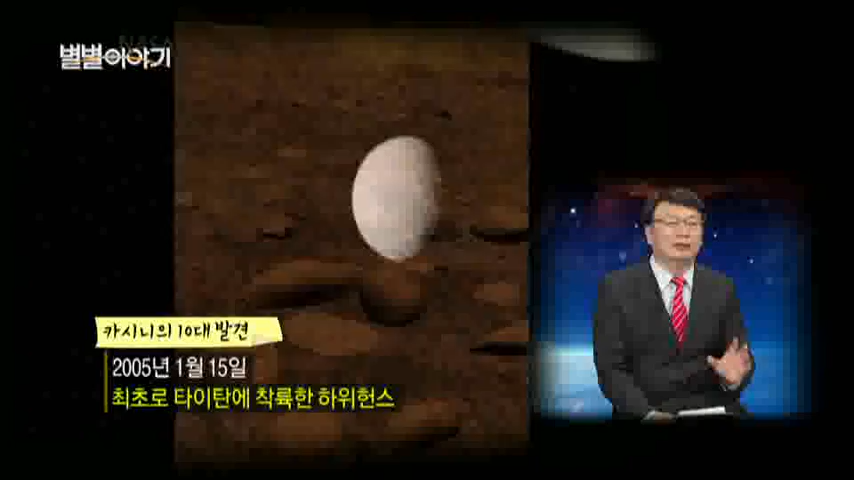 별별이야기
카시니의 10대 발견
2005년 1월 15일
최초로 타이탄에 착륙한 하위헌스